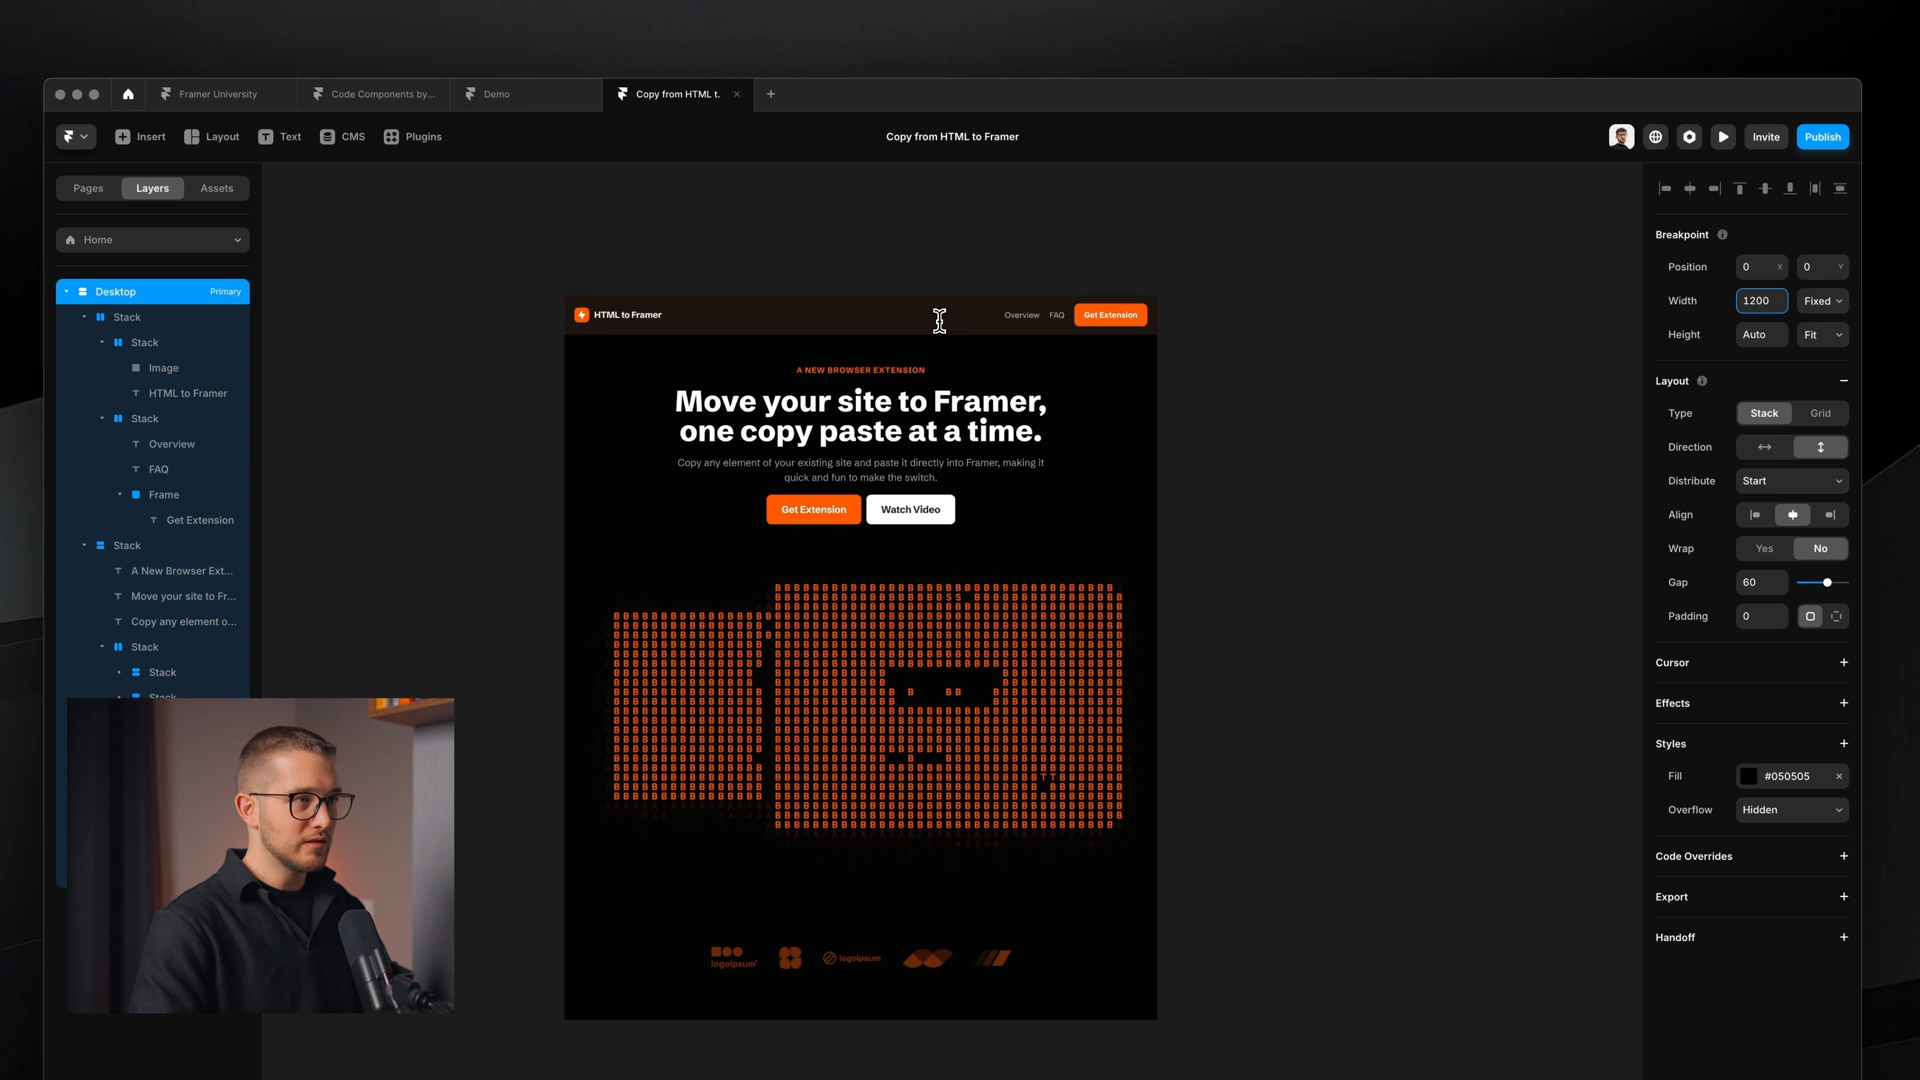 Framer University
Code Components by...
Demo
Copy from HTML t.
Insert
Layout
Text
CMS
Plugins
Copy from HTML to Framer
Invite
Publish
Pages
Layers
Assets
Home
Desktop
Primary
Stack
Stack
Image
HTML to Framer
Stack
Overview
FAQ
Frame
Get Extension
Stack
A New Browser Ext...
Move your site to Fr...
Copy any element o...
Stack
Stack
Stack
HTML to Framer
Overview
FAQ
Get Extension
A NEW BROWSER EXTENSION
Move your site to Framer,
one copy paste at a time.
Copy any element of your existing site and paste it directly into Framer, making it
quick and fun to make the switch.
Get Extension
Watch Video
logoipsum
logoipsum
Breakpoint
Position
0
X
0
Y
Width
1200
Fixed
Height
Auto
Fit
Layout
Type
Stack
Grid
Direction
Distribute
Start
Align
Wrap
Yes
No
Gap
60
Padding
0
Cursor
Effects
Styles
Fill
#050505
Overflow
Hidden
Code Overrides
Export
Handoff